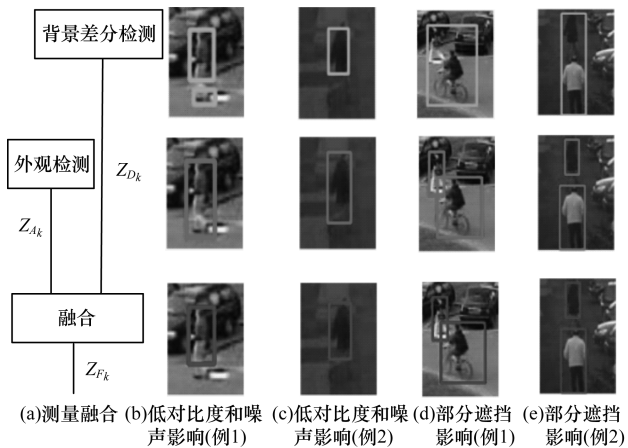 背景差分检测
外观检测
Z_{D_k}
Z_{A_k}
融合
Z_{F_k}
(a)测量融合
(b)低对比度和噪
声影响(例1)
(c)低对比度和噪
声影响(例2)
(d)部分遮挡
影响(例1)
(e)部分遮挡
影响(例2)